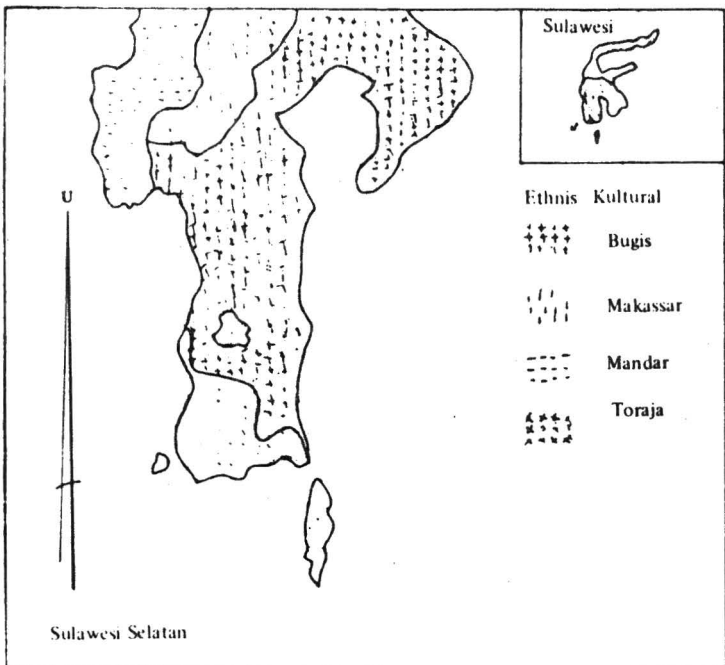 Sulawesi
U
Ethnis Kultural
Bugis
Makassar
Mandar
Toraja
Sulawesi Selatan